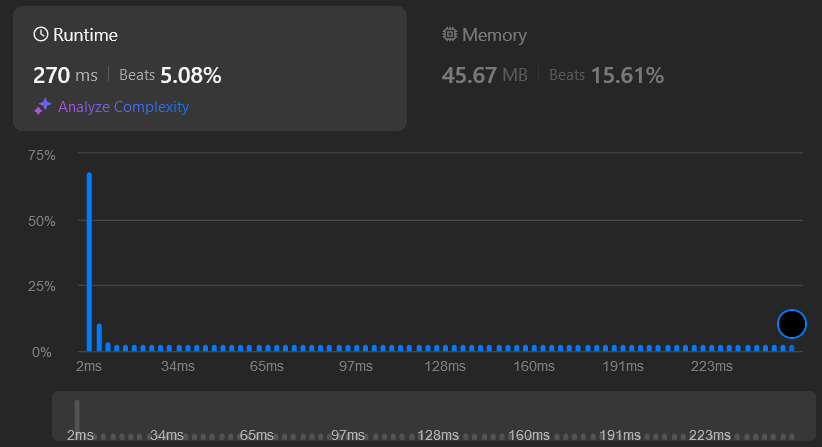 Runtime
270 ms | Beats 5.08%
Analyze Complexity
Memory
45.67 MB | Beats 15.61%
75%
50%
25%
0%
2ms 34ms 65ms 97ms 128ms 160ms 191ms 223ms
2ms 34ms 65ms 97ms 128ms 160ms 191ms 223ms